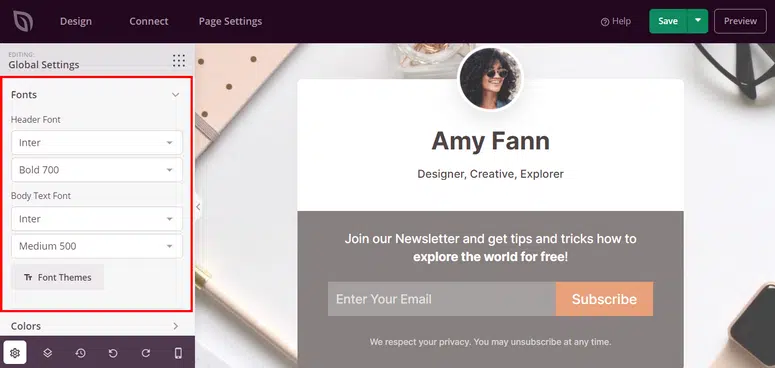 Design
Connect
Page Settings
Help
Save
Preview
EDITING:
Global Settings
Fonts
Header Font
Inter
Bold 700
Body Text Font
Inter
Medium 500
Font Themes
Colors
Amy Fann
Designer, Creative, Explorer
Join our Newsletter and get tips and tricks how to
explore the world for free!
Enter Your Email
Subscribe
We respect your privacy. You may unsubscribe at any time.